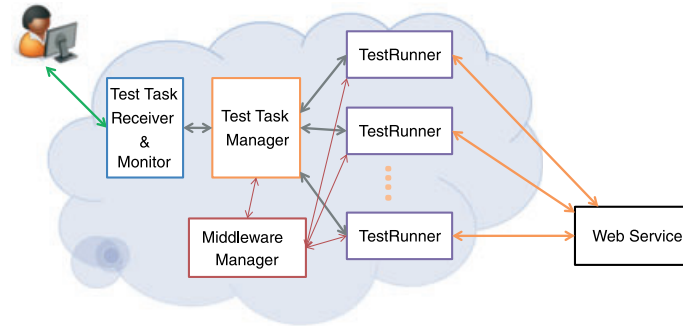 Test Task
Receiver
&
Monitor
Test Task
Manager
TestRunner
TestRunner
TestRunner
Middleware
Manager
Web Service